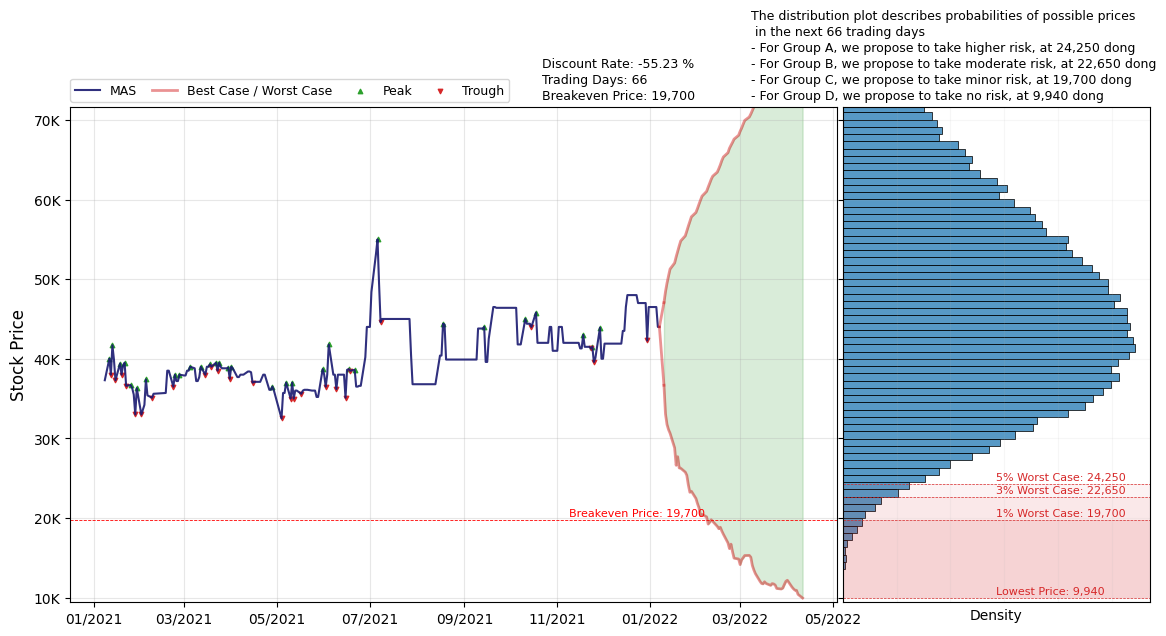 The distribution plot describes probabilities of possible prices
in the next 66 trading days
- For Group A, we propose to take higher risk, at 24,250 dong
- For Group B, we propose to take moderate risk, at 22,650 dong
- For Group C, we propose to take minor risk, at 19,700 dong
- For Group D, we propose to take no risk, at 9,940 dong
Discount Rate: -55.23 %
Trading Days: 66
Breakeven Price: 19,700
MAS
Best Case / Worst Case
Peak
Trough
Stock Price
70K
60K
50K
40K
30K
20K
10K
Breakeven Price: 19,700
01/2021
03/2021
05/2021
07/2021
09/2021
11/2021
01/2022
03/2022
05/2022
5% Worst Case: 24,250
3% Worst Case: 22,650
1% Worst Case: 19,700
Lowest Price: 9,940
Density